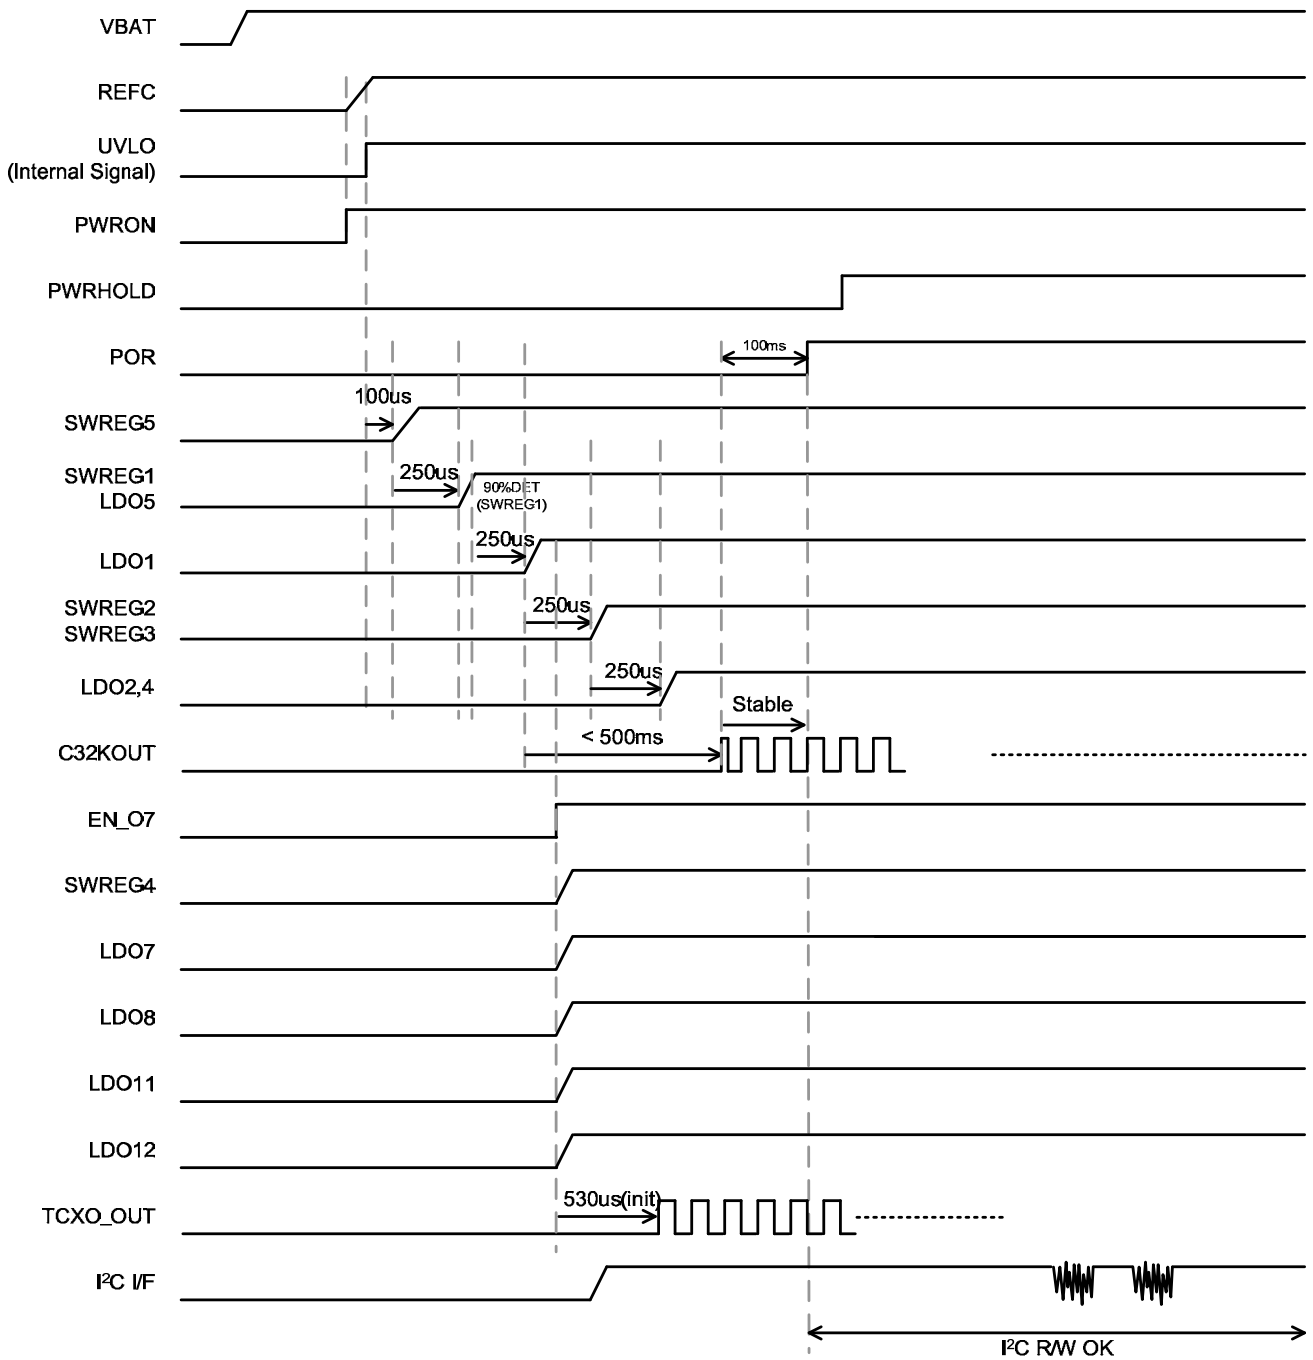 VBAT
REFC
UVLO
(Internal Signal)
PWRON
PWRHOLD
POR
100ms
100us
SWREG5
SWREG1
LDO5
250us
90%DET
(SWREG1)
LDO1
250us
SWREG2
SWREG3
250us
LDO2,4
250us
Stable
C32KOUT
< 500ms
EN_O7
SWREG4
LDO7
LDO8
LDO11
LDO12
TCXO_OUT
530us(init)
I²C I/F
I²C R/W OK